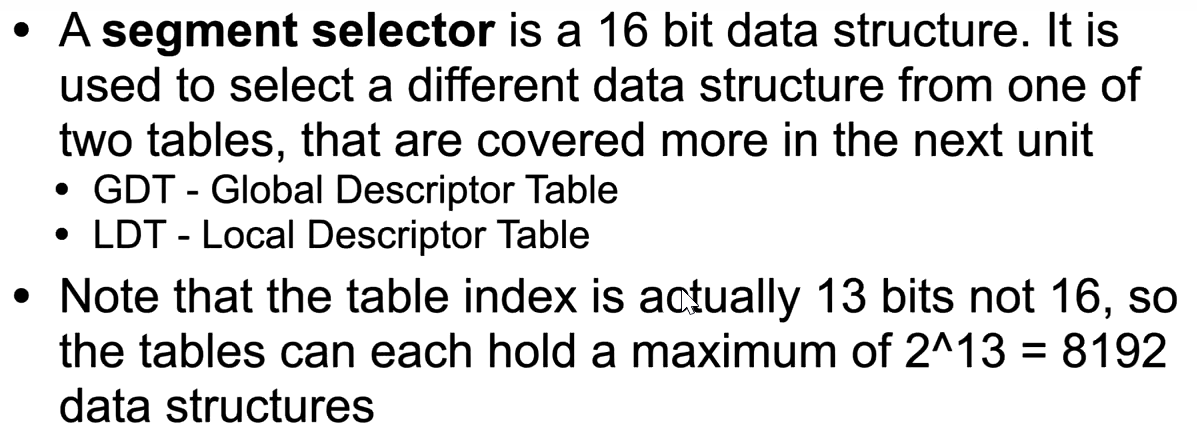 • A segment selector is a 16 bit data structure. It is
used to select a different data structure from one of
two tables, that are covered more in the next unit
• GDT - Global Descriptor Table
• LDT - Local Descriptor Table
• Note that the table index is actually 13 bits not 16, so
the tables can each hold a maximum of 2^13 = 8192
data structures